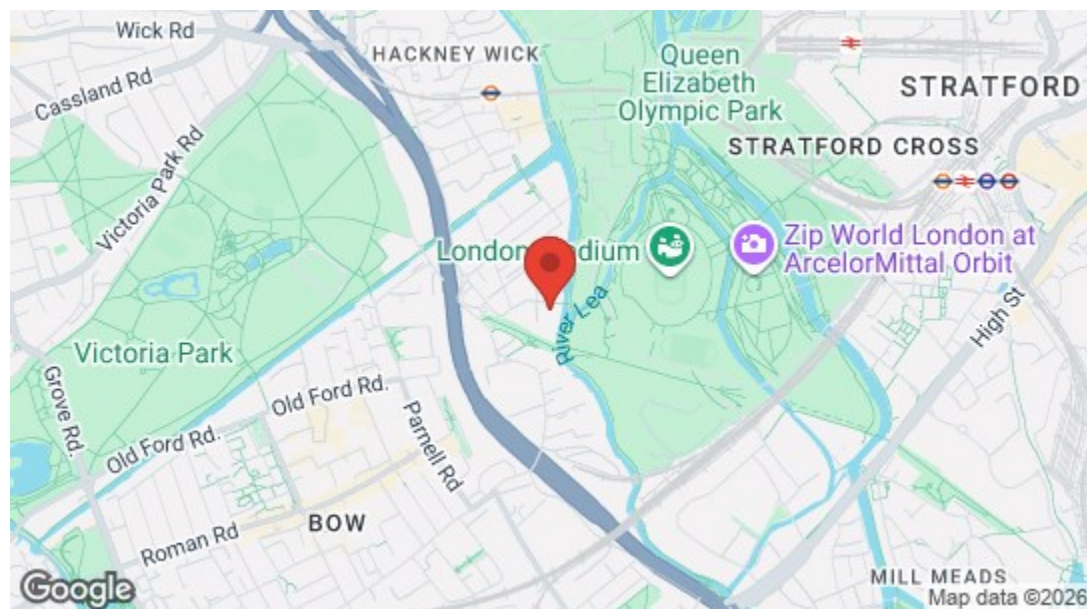 Wick Rd
HACKNEY WICK
Cassland Rd
Victoria Park Rd
Queen
Elizabeth
Olympic Park
STRATFORD
STRATFORD CROSS
London
dium
Zip World London at
ArcelorMittal Orbit
River Lea
High St
Victoria Park
Grove Rd.
Old Ford Rd.
Old Ford Rd.
Parnell Rd
Roman Rd
BOW
MILL MEADS
Google
Map data ©2026